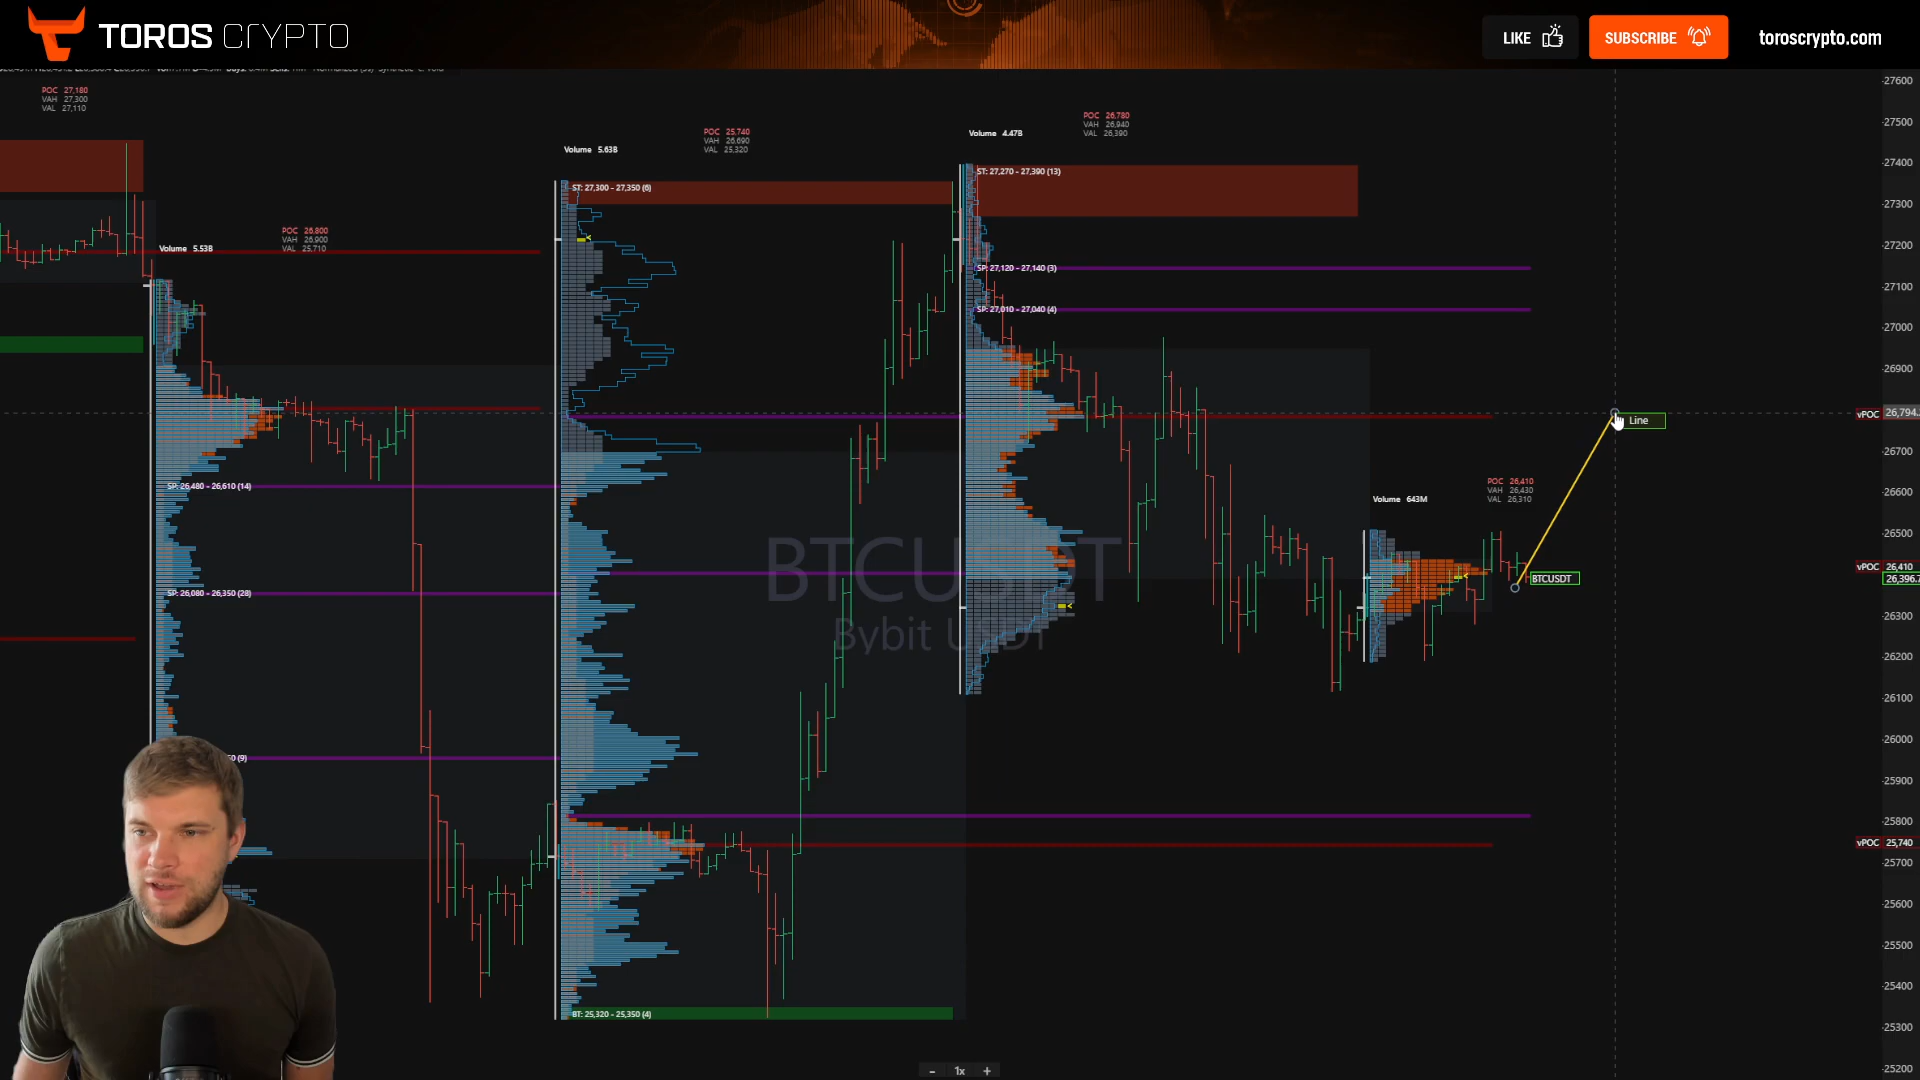 TOROS CRYPTO
LIKE
SUBSCRIBE
toroscrypto.com
POC 27,180
VAH 27,300
VAL 27,110
Volume 5.53B
POC 26,800
VAH 26,900
VAL 25,710
Volume 5.63B
POC 25,740
VAH 26,690
VAL 25,320
Volume 4.47B
POC 26,780
VAH 26,940
VAL 26,390
ST: 27,300 - 27,350 (6)
ST: 27,270 - 27,390 (13)
SP: 27,120 - 27,140 (3)
SP: 27,010 - 27,040 (4)
Line
SP: 26,480 - 26,610 (14)
Volume 643M
POC 26,410
VAH 26,430
VAL 26,310
BTCUSDT
Bybit USDT
BTCUSDT
SP: 26,080 - 26,350 (28)
(9)
BT: 25,320 - 25,350 (4)
- 1x +
27600
27500
27400
27300
27200
27100
27000
26900
vPOC 26,794.
26700
26600
26500
vPOC 26,410
26,396.7
26300
26200
26100
26000
25900
25800
vPOC 25,740
25700
25600
25500
25400
25300
25200